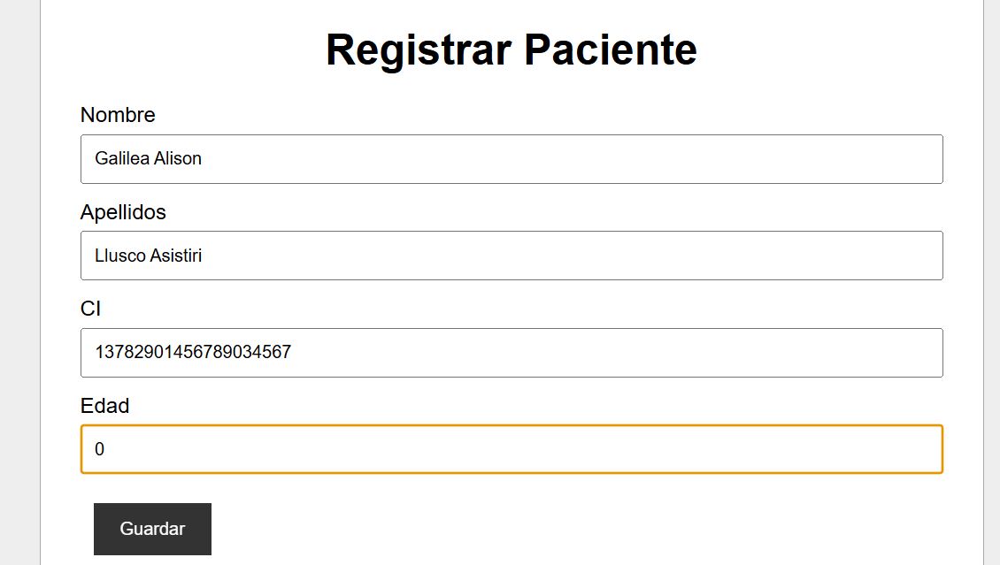 Registrar Paciente
Nombre
Galilea Alison
Apellidos
Llusco Asistiri
CI
13782901456789034567
Edad
0
Guardar